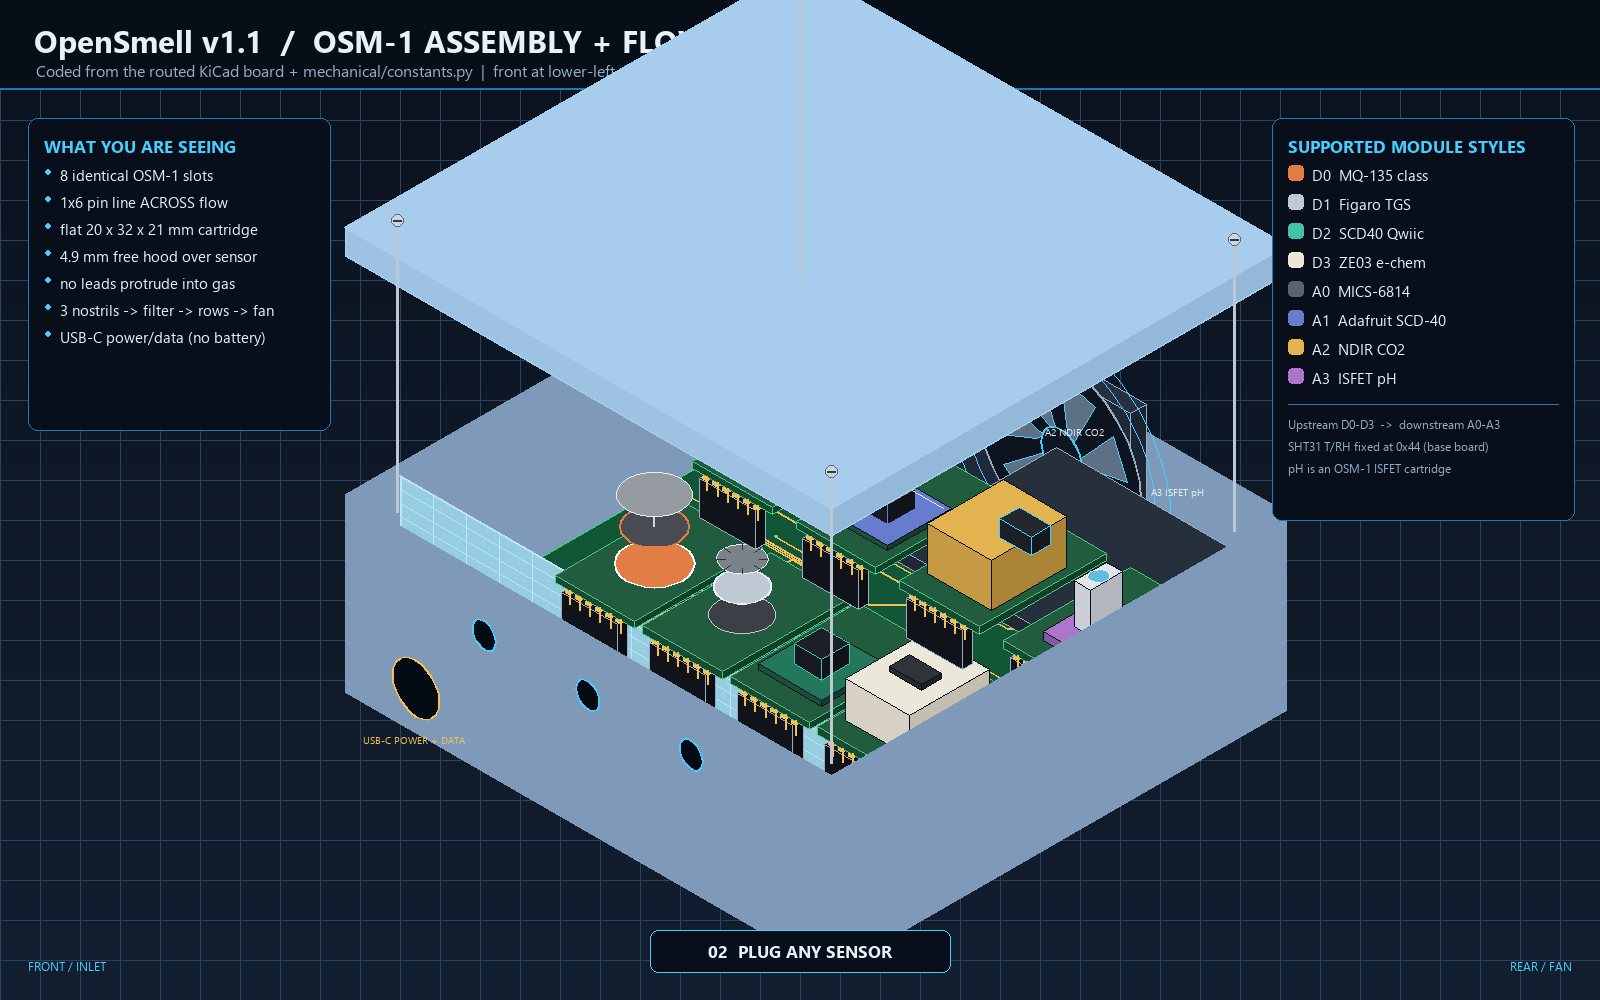 OpenSmell v1.1 / OSM-1 ASSEMBLY + FLO
Coded from the routed KiCad board + mechanical/constants.py | front at lower-left
WHAT YOU ARE SEEING
8 identical OSM-1 slots
1x6 pin line ACROSS flow
flat 20 x 32 x 21 mm cartridge
4.9 mm free hood over sensor
no leads protrude into gas
3 nostrils -> filter -> rows -> fan
USB-C power/data (no battery)
SUPPORTED MODULE STYLES
D0 MQ-135 class
D1 Figaro TGS
D2 SCD40 Qwiic
D3 ZE03 e-chem
A0 MICS-6814
A1 Adafruit SCD-40
A2 NDIR CO2
A3 ISFET pH
Upstream D0-D3 -> downstream A0-A3
SHT31 T/RH fixed at 0x44 (base board)
pH is an OSM-1 ISFET cartridge
A2 NDIR CO2
A3 ISFET pH
USB-C POWER + DATA
02 PLUG ANY SENSOR
FRONT / INLET
REAR / FAN